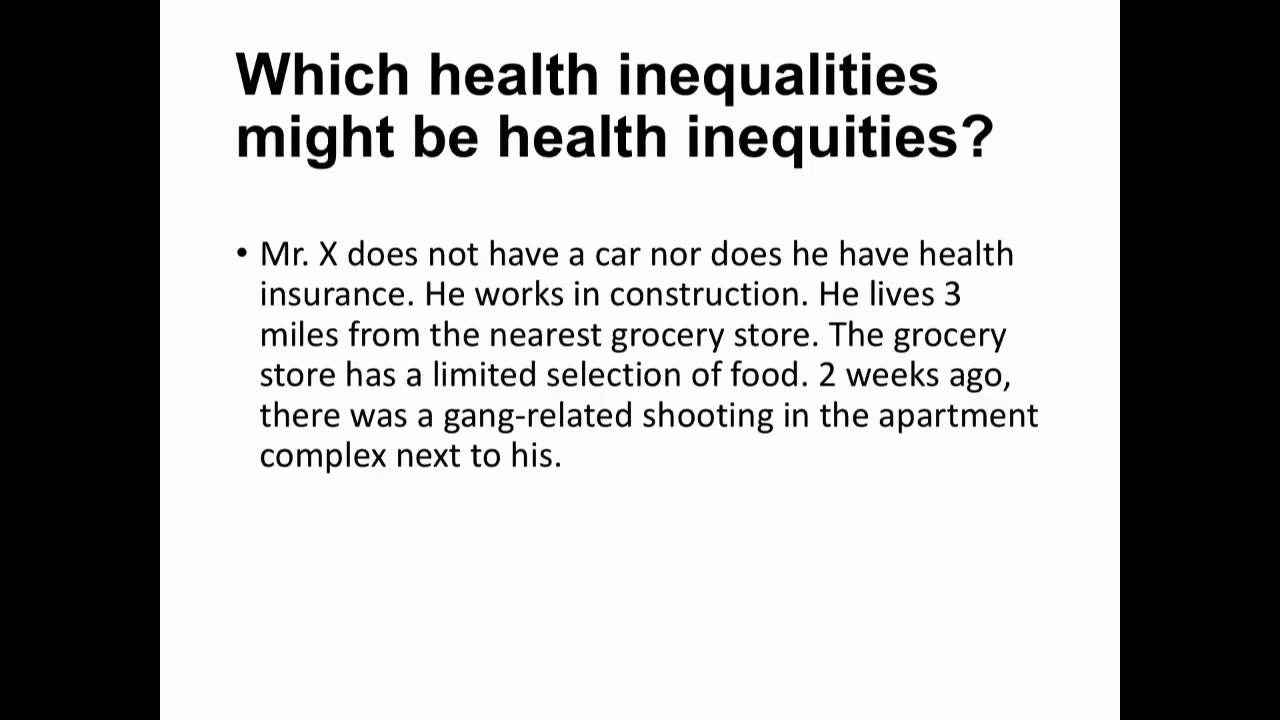 Which health inequalities
might be health inequities?
• Mr. X does not have a car nor does he have health
insurance. He works in construction. He lives 3
miles from the nearest grocery store. The grocery
store has a limited selection of food. 2 weeks ago,
there was a gang-related shooting in the apartment
complex next to his.